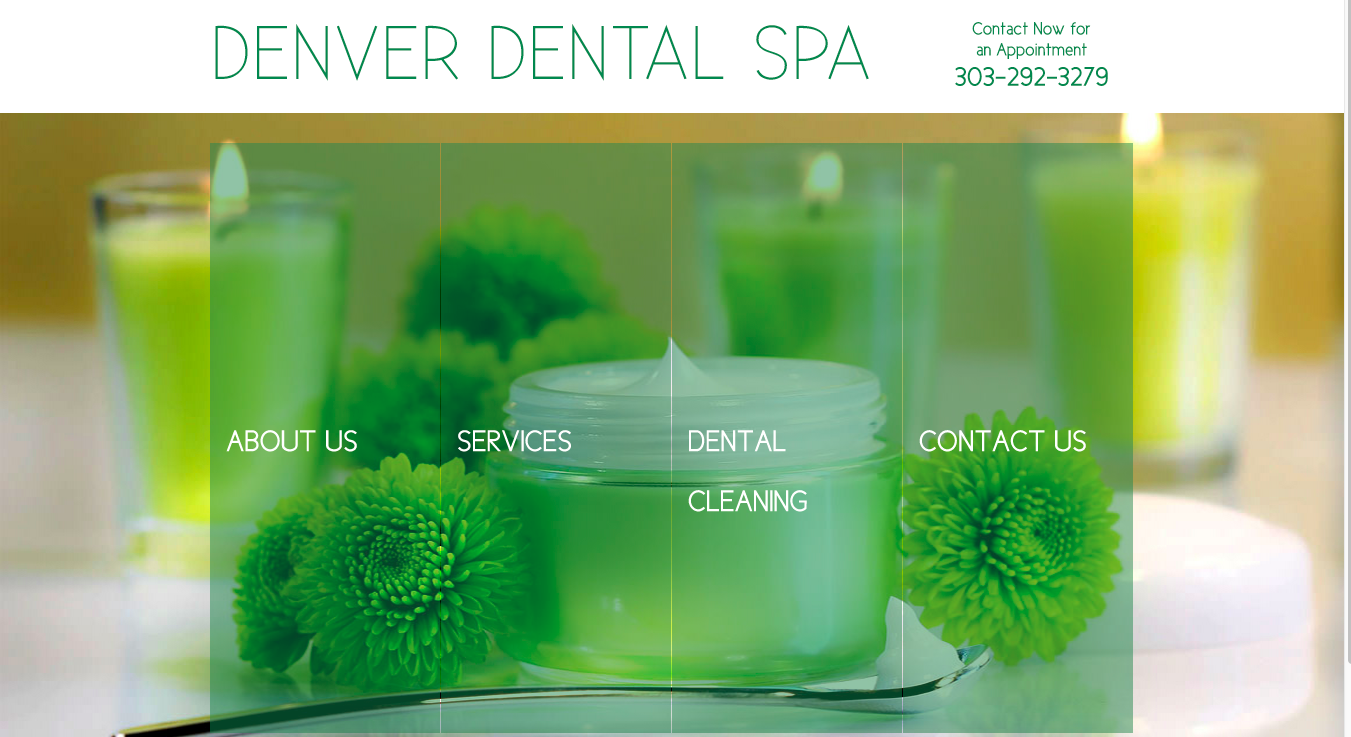 DENVER DENTAL SPA
Contact Now for
an Appointment
303-292-3279
ABOUT US
SERVICES
DENTAL
CLEANING
CONTACT US